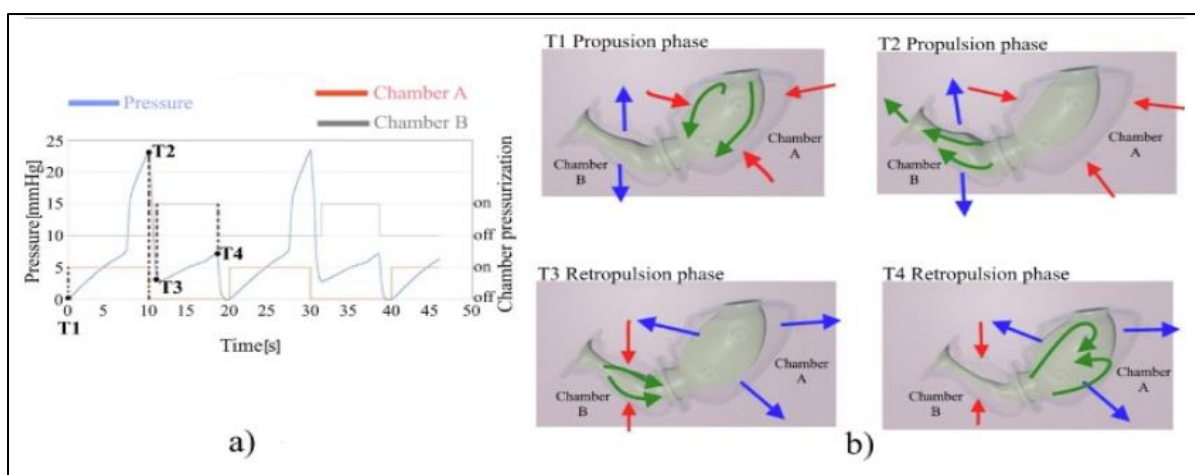 Pressure
Chamber A
Chamber B
25
20
15
10
5
0
Pressure[mmHg]
T2
T4
T3
T1
on
off
on
off
Chamber pressurization
0
5
10
15
20
25
30
35
40
45
50
Time[s]
a)
T1 Propusion phase
Chamber
A
Chamber
B
T2 Propulsion phase
Chamber
A
Chamber
B
T3 Retropulsion phase
Chamber
A
Chamber
B
T4 Retropulsion phase
Chamber
A
Chamber
B
b)